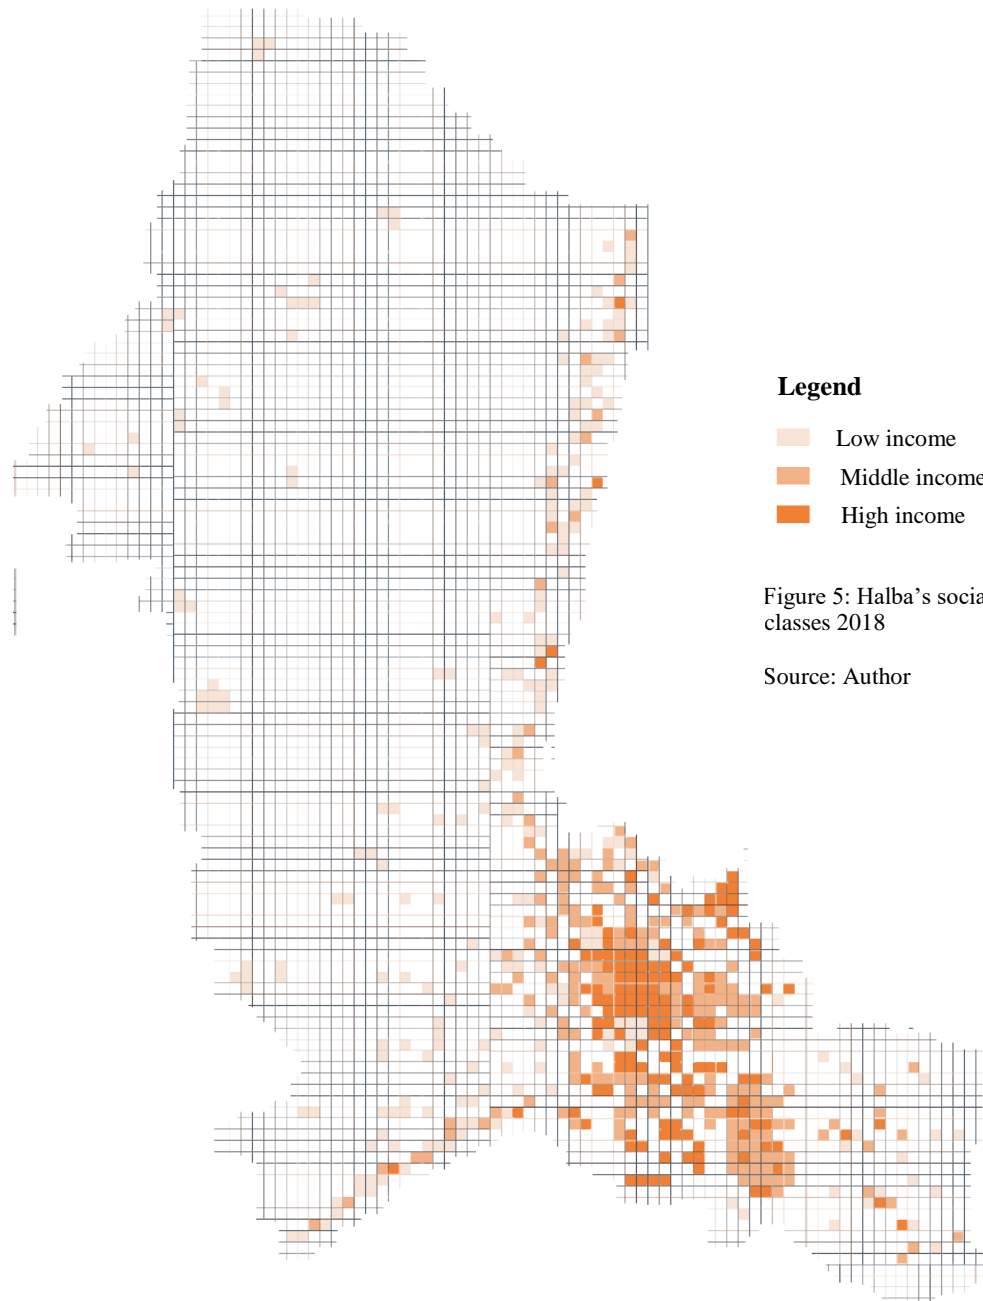 Legend
Low income
Middle income
High income
Figure 5: Halba’s socia
classes 2018
Source: Author